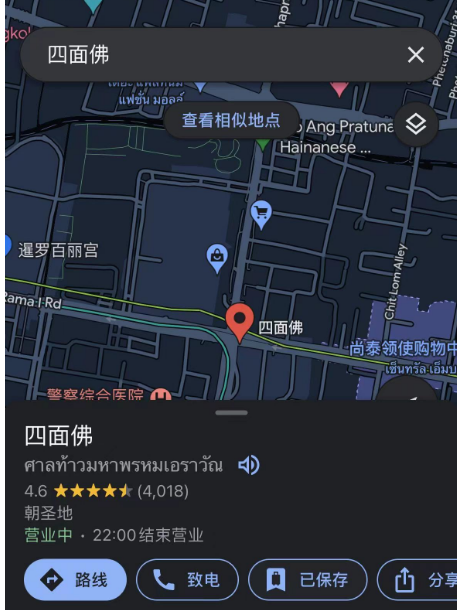 四面佛
แฟชั่น มอลล์
查看相似地点
Ang Pratuna
Hainanese ...
暹罗百丽宫
Chit Lom Alley
Rama I Rd
四面佛
尚泰领使购物中
เซ็นทรัล เอ็มบ
警察综合医院
四面佛
ศาลท้าวมหาพรหมเอราวัณ
4.6 (4,018)
朝圣地
营业中 · 22:00 结束营业
路线
致电
已保存
分享